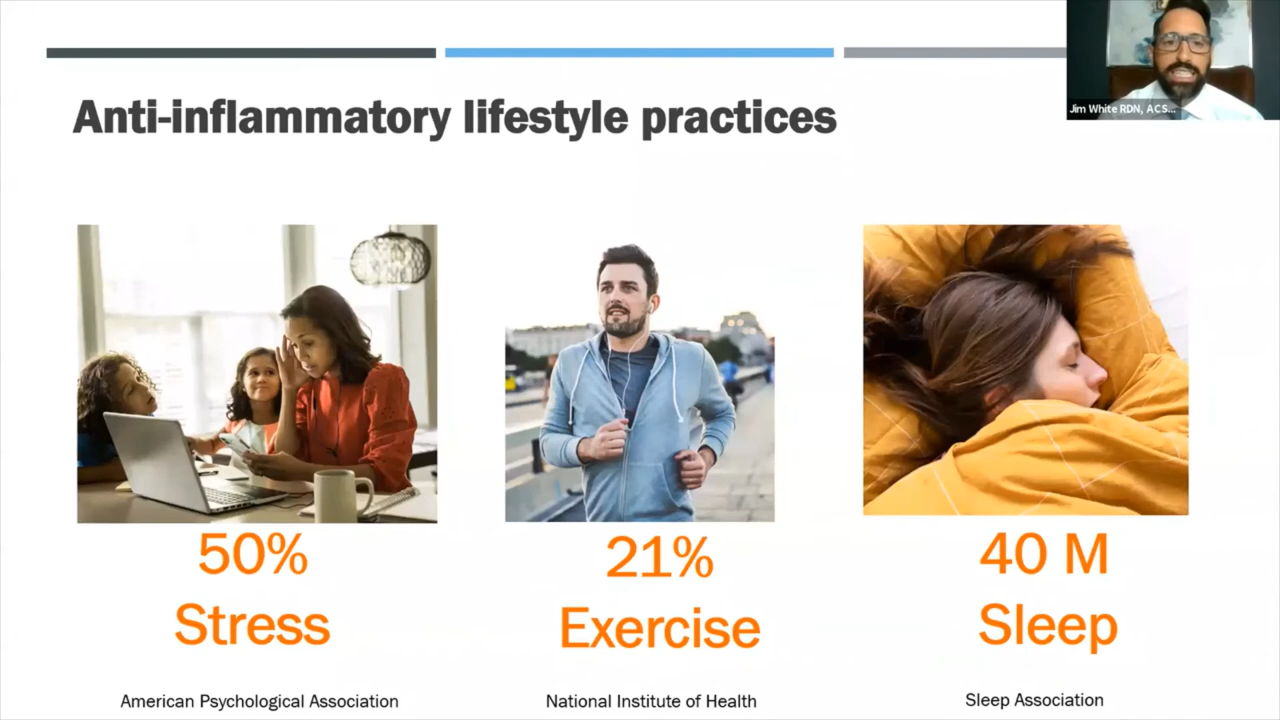 Anti-inflammatory lifestyle practices
Jim White RDN, ACS...
50%
Stress
American Psychological Association
21%
Exercise
National Institute of Health
40 M
Sleep
Sleep Association